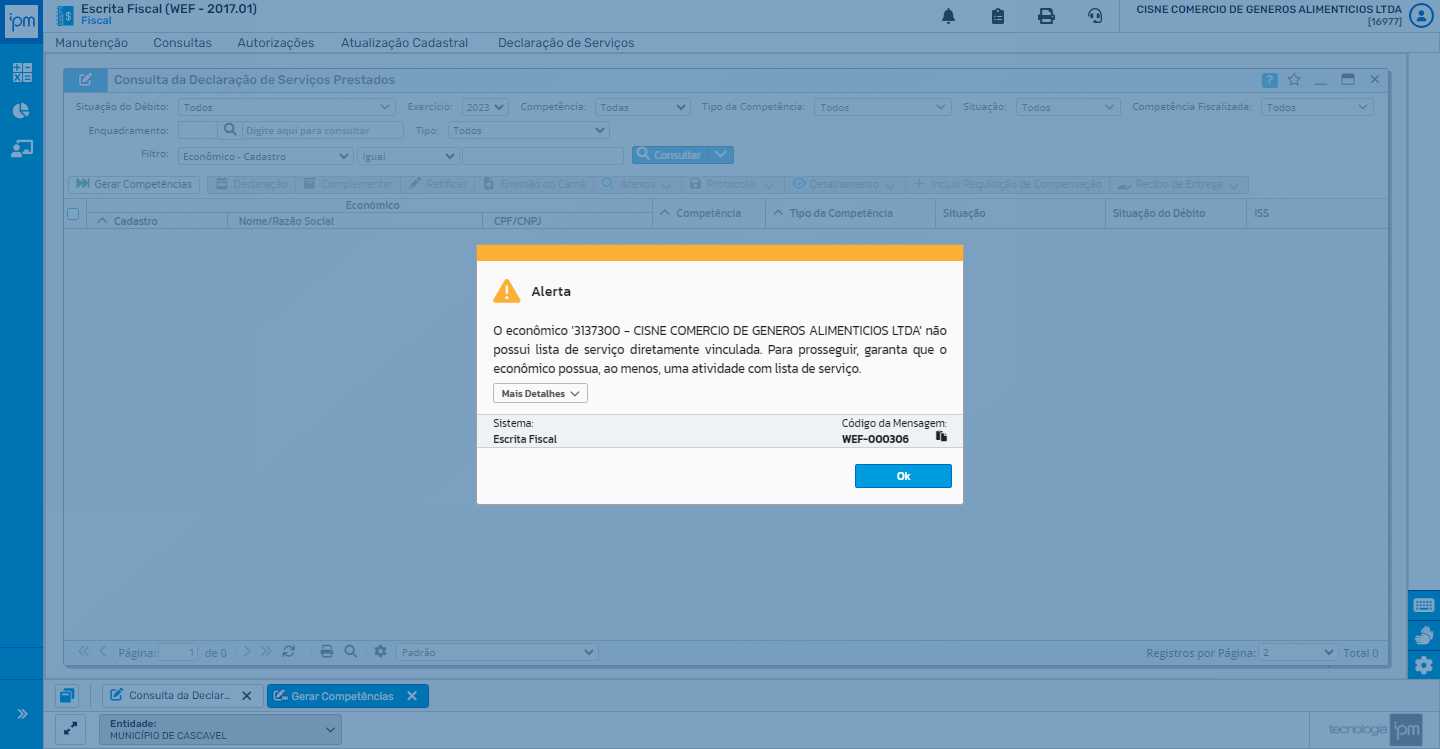 ipm
Escrita Fiscal (WEF - 2017.01)
Fiscal
CISNE COMERCIO DE GENEROS ALIMENTICIOS LTDA
[16977]
Manutenção Consultas Autorizações Atualização Cadastral Declaração de Serviços
Consulta da Declaração de Serviços Prestados
Situação do Débito: Todos Exercício: 2023 Competência: Todas Tipo da Competência: Todos Situação: Todos Competência Fiscalizada: Todos
Enquadramento: Digite aqui para consultar Tipo: Todos
Filtro: Econômico - Cadastro Igual Consultar
Gerar Competências Declaração Complementar Retificar Emissão do Carnê Anexos Protocolo Detalhamento Incluir Requisição de Compensação Recibo de Entrega
Econômico
Cadastro Nome/Razão Social CPF/CNPJ Competência Tipo da Competência Situação Situação do Débito ISS
Alerta
O econômico '3137300 - CISNE COMERCIO DE GENEROS ALIMENTICIOS LTDA' não
possui lista de serviço diretamente vinculada. Para prosseguir, garanta que o
econômico possua, ao menos, uma atividade com lista de serviço.
Mais Detalhes
Sistema: Código da Mensagem:
Escrita Fiscal WEF-000306
Ok
Página: 1 de 0 Padrão Registros por Página: 2 Total 0
Consulta da Declar... Gerar Competências
Entidade:
MUNICÍPIO DE CASCAVEL
tecnologia ipm